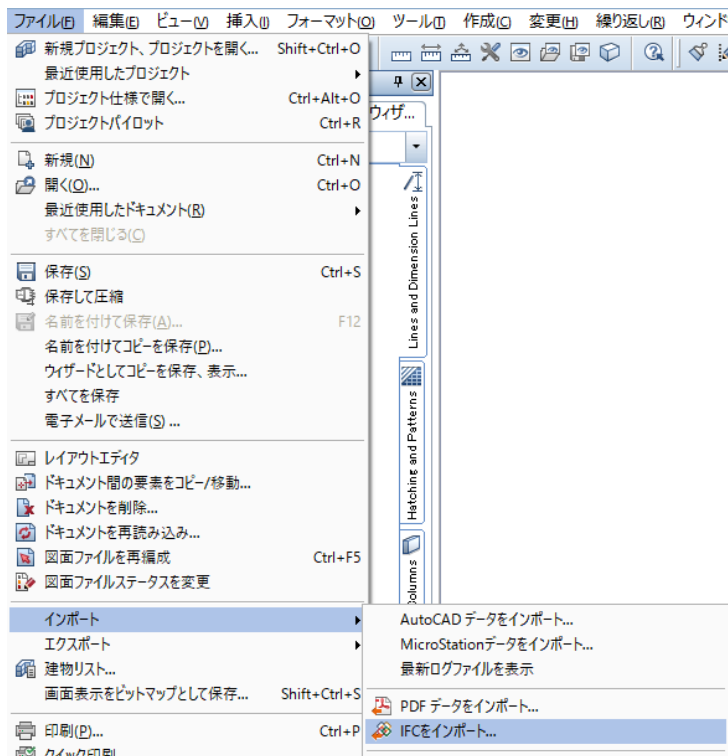 ファイル(F) 編集(E) ビュー(V) 挿入(I) フォーマット(O) ツール(T) 作成(C) 変更(H) 繰り返し(R) ウィンド
新規プロジェクト、プロジェクトを開く... Shift+Ctrl+O
最近使用したプロジェクト
プロジェクト仕様で開く... Ctrl+Alt+O
プロジェクトパイロット Ctrl+R
新規(N) Ctrl+N
開く(O)... Ctrl+O
最近使用したドキュメント(R)
すべてを閉じる(C)
保存(S) Ctrl+S
保存して圧縮
名前を付けて保存(A)... F12
名前を付けてコピーを保存(P)...
ウィザードとしてコピーを保存、表示...
すべてを保存
電子メールで送信(S) ...
レイアウトエディタ
ドキュメント間の要素をコピー/移動...
ドキュメントを削除...
ドキュメントを再読み込み...
図面ファイルを再編成 Ctrl+F5
図面ファイルステータスを変更
インポート
エクスポート
建物リスト...
画面表示をビットマップとして保存... Shift+Ctrl+S
印刷(P)... Ctrl+P
クイック印刷
ウィザ...
Lines and Dimension Lines
Hatching and Patterns
Columns
AutoCAD データをインポート...
MicroStationデータをインポート...
最新ログファイルを表示
PDF データをインポート...
IFCをインポート...